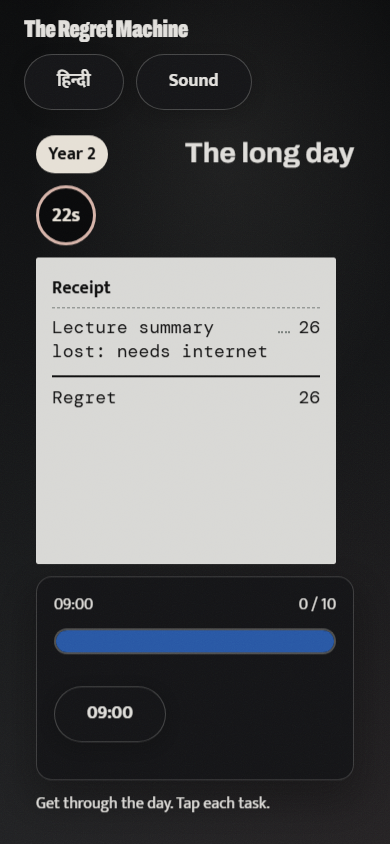 The Regret Machine
हिन्दी
Sound
Year 2
The long day
22s
Receipt
Lecture summary .... 26
lost: needs internet
Regret 26
09:00 0 / 10
09:00
Get through the day. Tap each task.